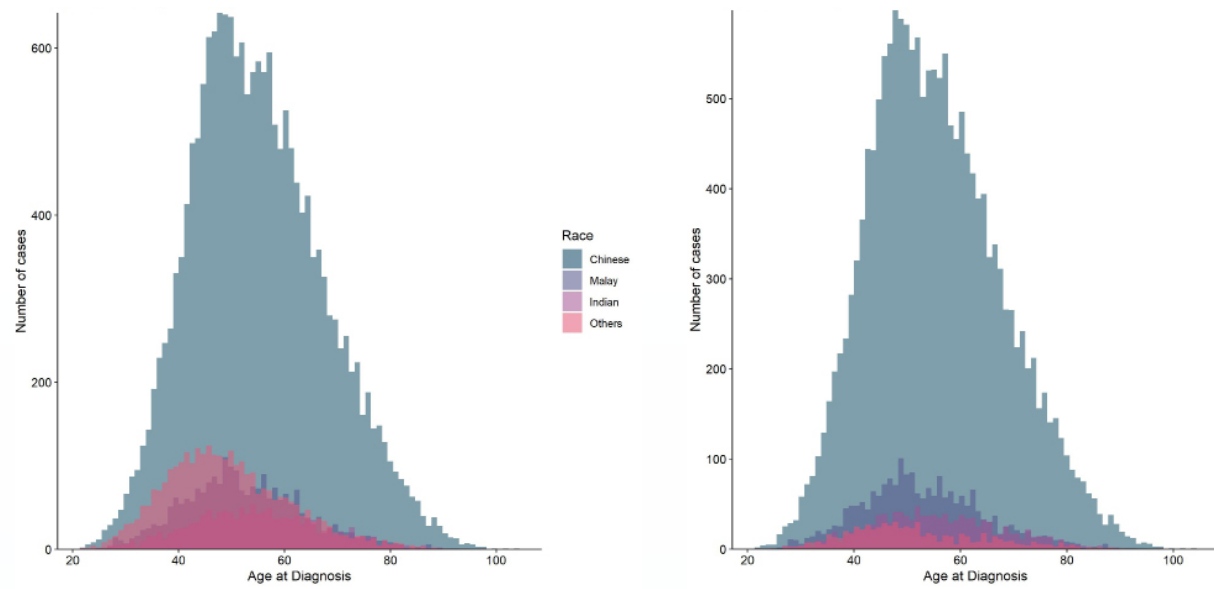 600
400
200
0
Number of cases
20 40 60 80 100
Age at Diagnosis
Race
Chinese
Malay
Indian
Others
500
400
300
200
100
0
Number of cases
20 40 60 80 100
Age at Diagnosis